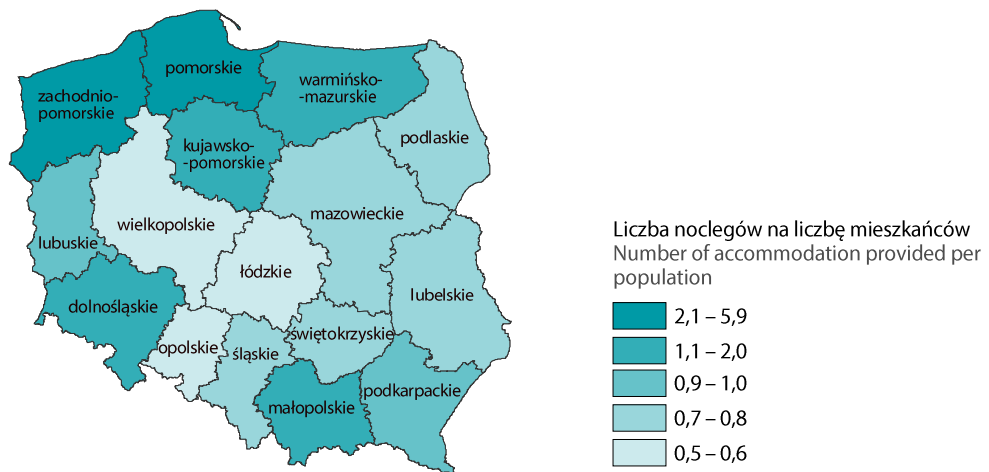 pomorskie
zachodnio-
pomorskie
warmińsko-
-mazurskie
podlaskie
kujawsko-
-pomorskie
wielkopolskie
mazowieckie
lubuskie
łódzkie
lubelskie
dolnośląskie
opolskie
śląskie
świętokrzyskie
małopolskie
podkarpackie
Liczba noclegów na liczbę mieszkańców
Number of accommodation provided per
population
2,1 – 5,9
1,1 – 2,0
0,9 – 1,0
0,7 – 0,8
0,5 – 0,6